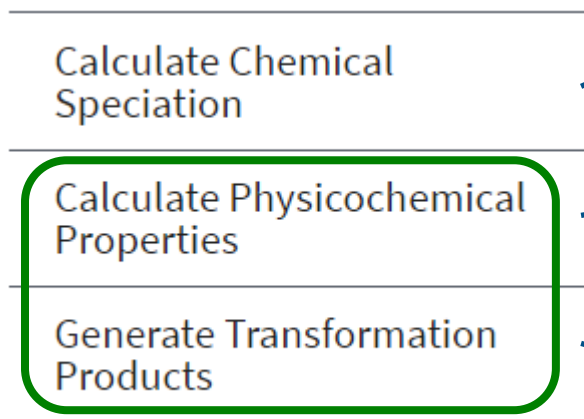 Calculate Chemical
Speciation
Calculate Physicochemical
Properties
Generate Transformation
Products